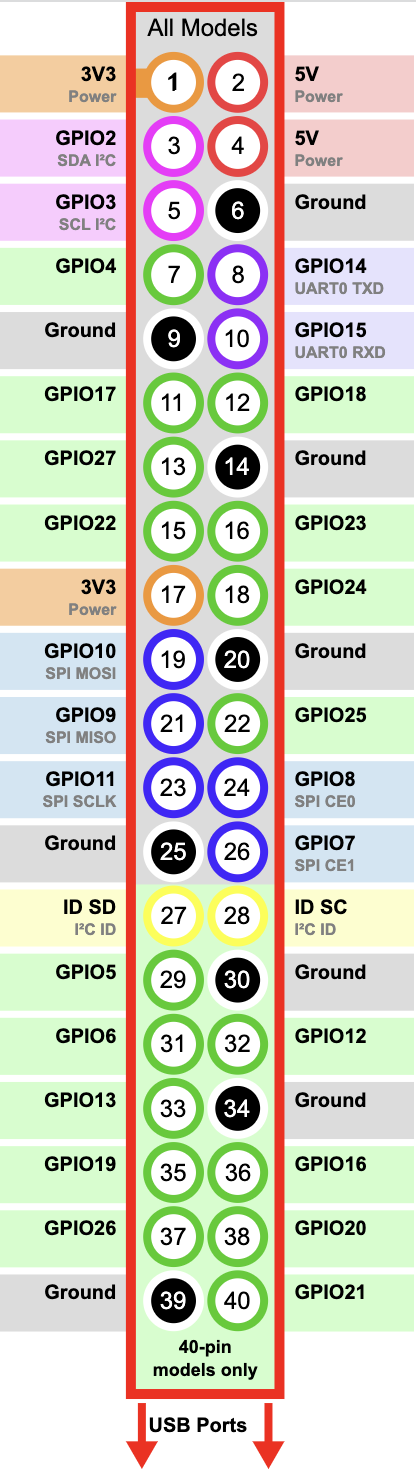 All Models
3V3 1 2 5V
Power Power
GPIO2 3 4 5V
SDA I²C Power
GPIO3 5 6 Ground
SCL I²C
GPIO4 7 8 GPIO14
UART0 TXD
Ground 9 10 GPIO15
UART0 RXD
GPIO17 11 12 GPIO18
GPIO27 13 14 Ground
GPIO22 15 16 GPIO23
3V3 17 18 GPIO24
Power
GPIO10 19 20 Ground
SPI MOSI
GPIO9 21 22 GPIO25
SPI MISO
GPIO11 23 24 GPIO8
SPI SCLK SPI CE0
Ground 25 26 GPIO7
SPI CE1
ID SD 27 28 ID SC
I²C ID I²C ID
GPIO5 29 30 Ground
GPIO6 31 32 GPIO12
GPIO13 33 34 Ground
GPIO19 35 36 GPIO16
GPIO26 37 38 GPIO20
Ground 39 40 GPIO21
40-pin
models only
USB Ports